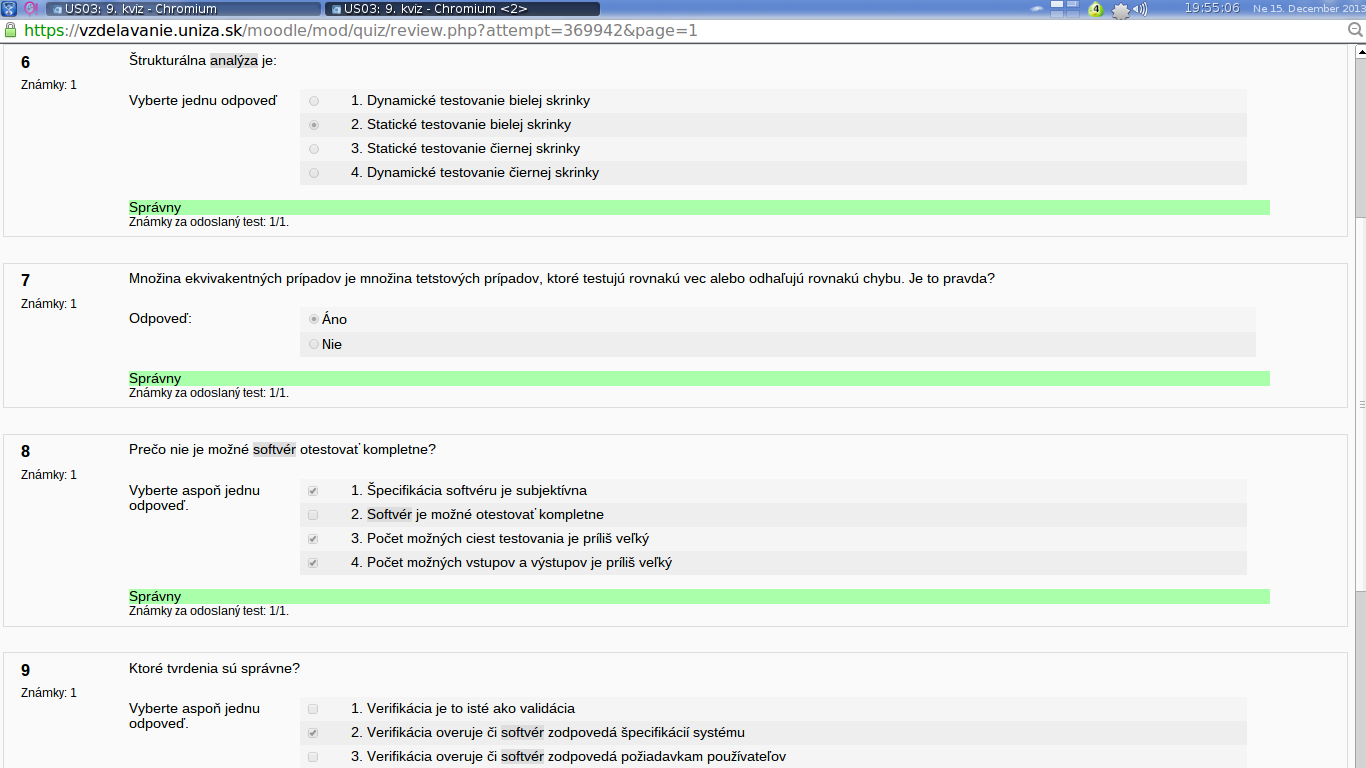 US03: 9. kviz - Chromium
US03: 9. kviz - Chromium <2>
4
19:55:06
Ne 15. December 2013
https://vzdelavanie.uniza.sk/moodle/mod/quiz/review.php?attempt=369942&page=1
6
Známky: 1
Štrukturálna analýza je:
Vyberte jednu odpoveď
1. Dynamické testovanie bielej skrinky
2. Statické testovanie bielej skrinky
3. Statické testovanie čiernej skrinky
4. Dynamické testovanie čiernej skrinky
Správny
Známky za odoslaný test: 1/1.
7
Známky: 1
Množina ekvivakentných prípadov je množina tetstových prípadov, ktoré testujú rovnakú vec alebo odhaľujú rovnakú chybu. Je to pravda?
Odpoveď:
Áno
Nie
Správny
Známky za odoslaný test: 1/1.
8
Známky: 1
Prečo nie je možné softvér otestovať kompletne?
Vyberte aspoň jednu
odpoveď.
1. Špecifikácia softvéru je subjektívna
2. Softvér je možné otestovať kompletne
3. Počet možných ciest testovania je príliš veľký
4. Počet možných vstupov a výstupov je príliš veľký
Správny
Známky za odoslaný test: 1/1.
9
Známky: 1
Ktoré tvrdenia sú správne?
Vyberte aspoň jednu
odpoveď.
1. Verifikácia je to isté ako validácia
2. Verifikácia overuje či softvér zodpovedá špecifikácií systému
3. Verifikácia overuje či softvér zodpovedá požiadavkam používateľov